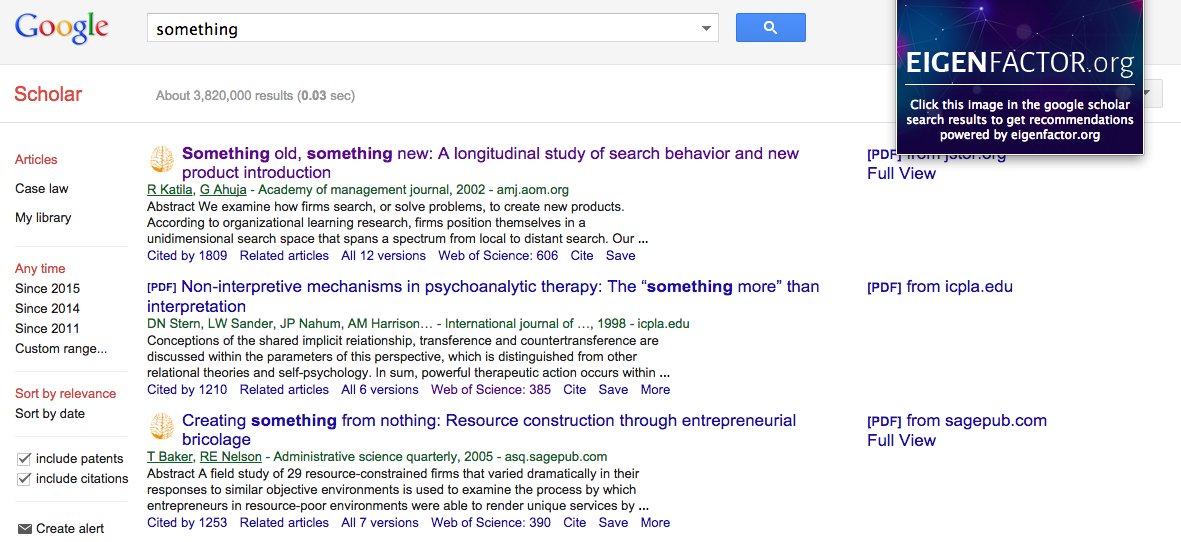 Google
something
EIGENFACTOR.org
Click this image in the google scholar
search results to get recommendations
powered by eigenfactor.org
Scholar
About 3,820,000 results (0.03 sec)
Articles
Case law
My library
Any time
Since 2015
Since 2014
Since 2011
Custom range...
Sort by relevance
Sort by date
include patents
include citations
Create alert
Something old, something new: A longitudinal study of search behavior and new
product introduction
R Katila, G Ahuja - Academy of management journal, 2002 - amj.aom.org
Abstract We examine how firms search, or solve problems, to create new products.
According to organizational learning research, firms position themselves in a
unidimensional search space that spans a spectrum from local to distant search. Our ...
Cited by 1809 Related articles All 12 versions Web of Science: 606 Cite Save
[PDF] from jstor.org
Full View
[PDF] Non-interpretive mechanisms in psychoanalytic therapy: The “something more” than
interpretation
DN Stern, LW Sander, JP Nahum, AM Harrison… - International journal of …, 1998 - icpla.edu
Conceptions of the shared implicit relationship, transference and countertransference are
discussed within the parameters of this perspective, which is distinguished from other
relational theories and self-psychology. In sum, powerful therapeutic action occurs within ...
Cited by 1210 Related articles All 6 versions Web of Science: 385 Cite Save More
[PDF] from icpla.edu
Creating something from nothing: Resource construction through entrepreneurial
bricolage
T Baker, RE Nelson - Administrative science quarterly, 2005 - asq.sagepub.com
Abstract A field study of 29 resource-constrained firms that varied dramatically in their
responses to similar objective environments is used to examine the process by which
entrepreneurs in resource-poor environments were able to render unique services by ...
Cited by 1253 Related articles All 7 versions Web of Science: 390 Cite Save More
[PDF] from sagepub.com
Full View